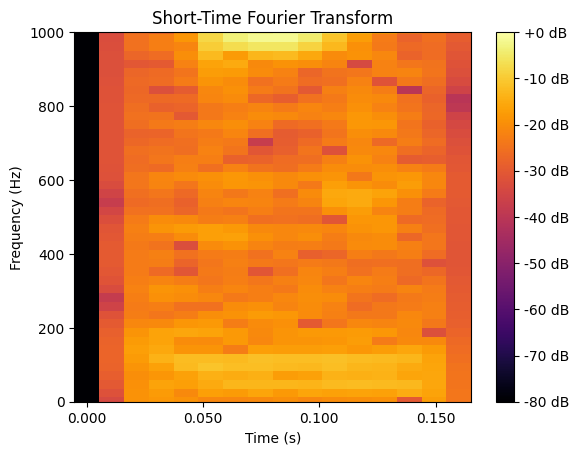 Short-Time Fourier Transform
1000
800
600
400
200
0
Frequency (Hz)
0.000
0.050
0.100
0.150
Time (s)
+0 dB
-10 dB
-20 dB
-30 dB
-40 dB
-50 dB
-60 dB
-70 dB
-80 dB